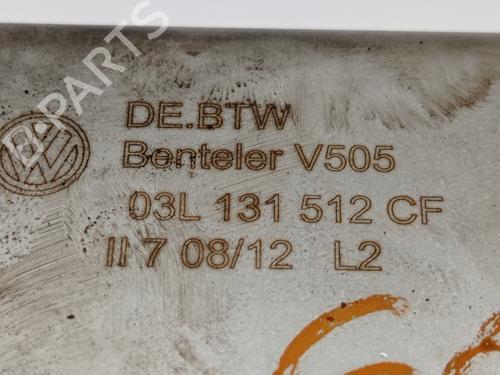 DE.BTW
Benteler V505
03L 131 512 CF
II 7 08/12 L2
B PARTS